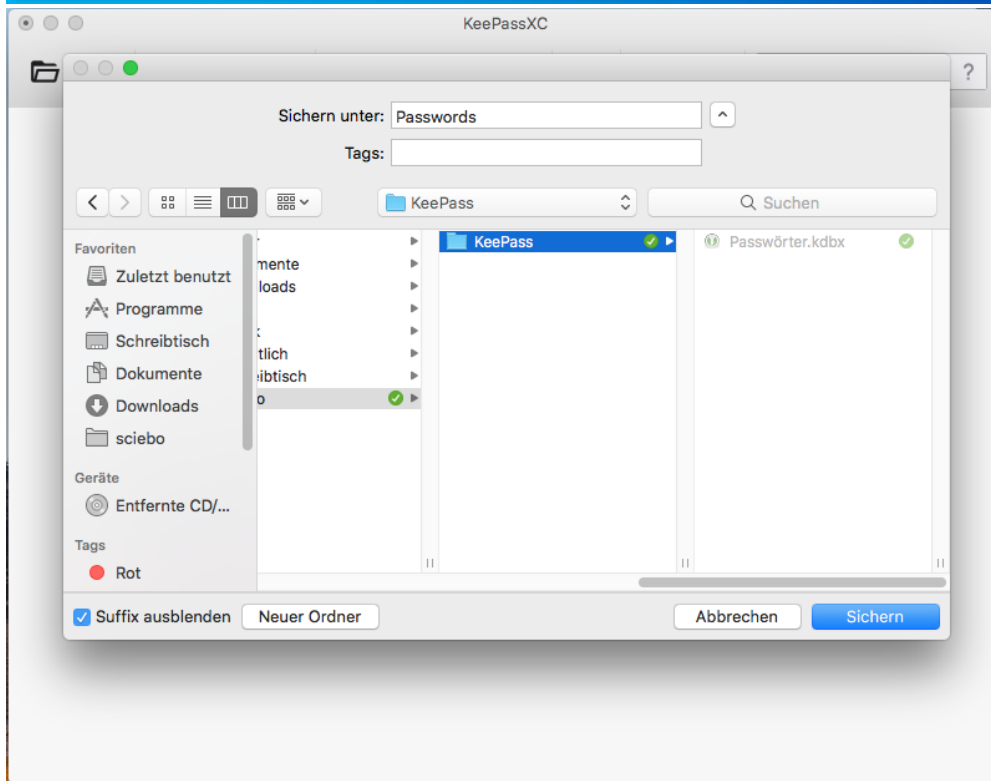 KeePassXC
?
Sichern unter: Passwords
Tags:
KeePass
Suchen
Favoriten
Zuletzt benutzt
Programme
Schreibtisch
Dokumente
Downloads
sciebo
Geräte
Entfernte CD/...
Tags
Rot
mente
loads
tlich
eibtisch
o
KeePass
Passwörter.kdbx
Suffix ausblenden
Neuer Ordner
Abbrechen
Sichern